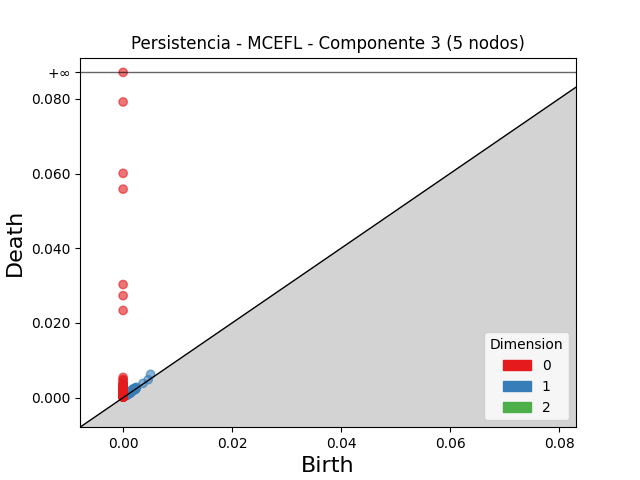 Persistencia - MCEFL - Componente 3 (5 nodos)
+∞
0.080
0.060
0.040
0.020
0.000
Death
Dimension
0
1
2
0.00 0.02 0.04 0.06 0.08
Birth